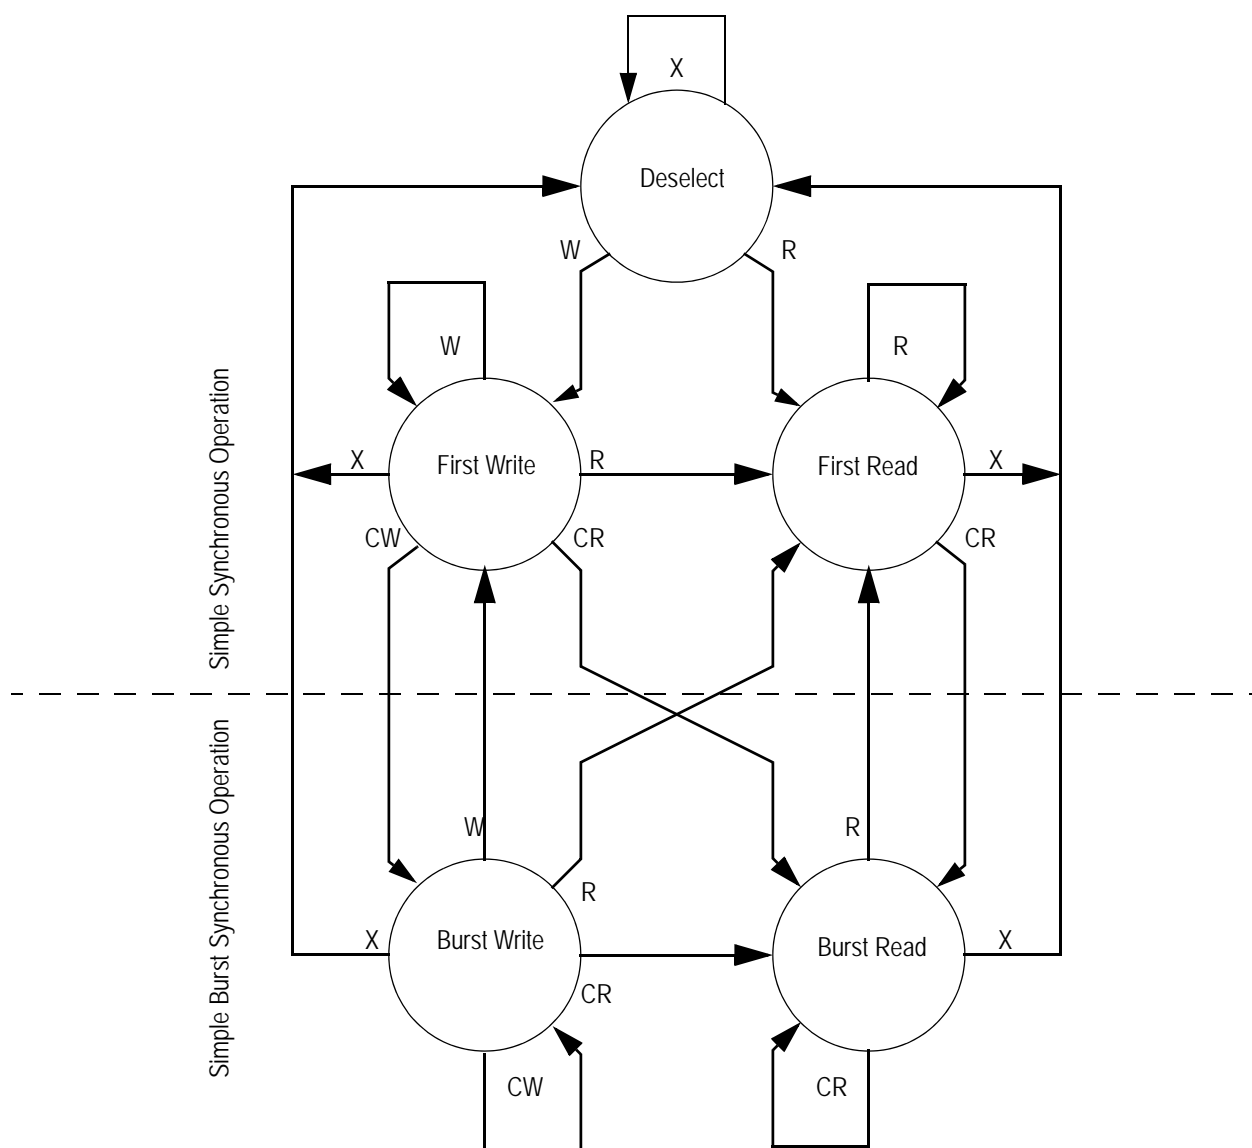 X
Deselect
W
R
W
R
X
First Write
R
First Read
X
CW
CR
CR
Simple Synchronous Operation
Simple Burst Synchronous Operation
W
R
R
X
Burst Write
Burst Read
X
CR
CW
CR